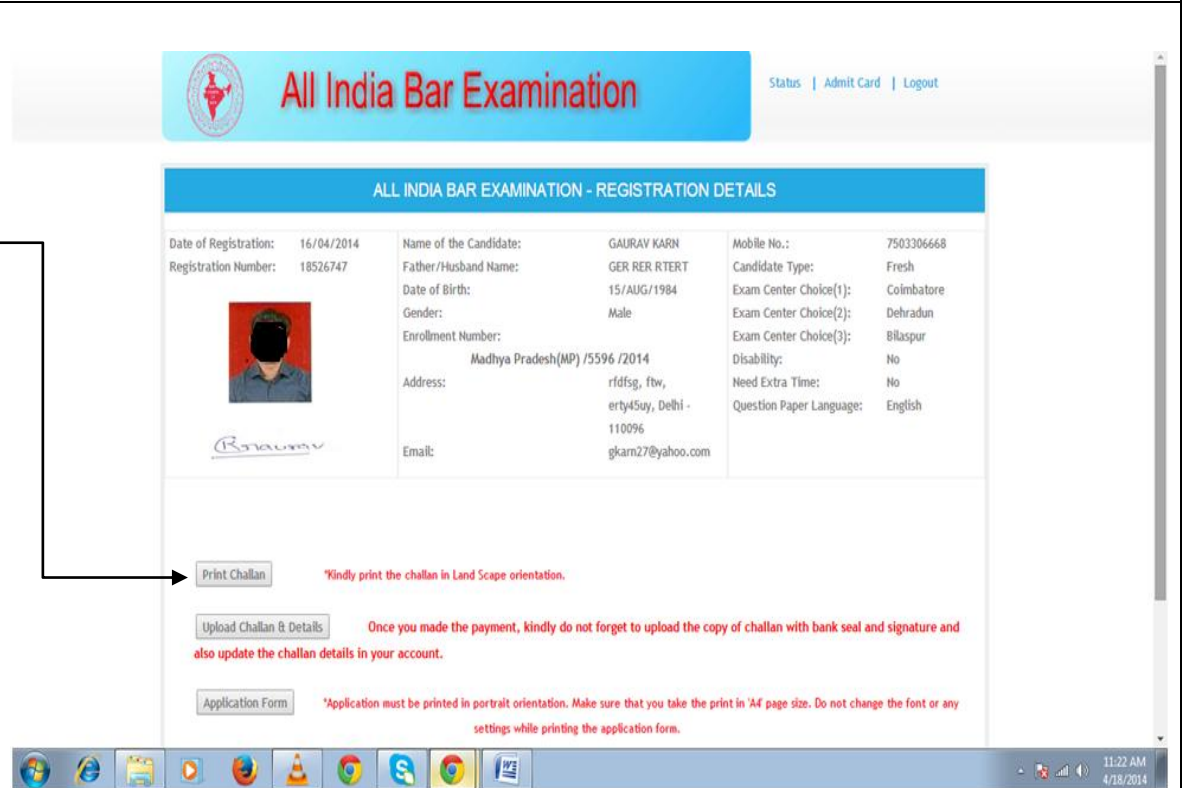 All India Bar Examination
Status | Admit Card | Logout
ALL INDIA BAR EXAMINATION - REGISTRATION DETAILS
Date of Registration: 16/04/2014
Registration Number: 18526747
Name of the Candidate: GAURAV KARN
Father/Husband Name: GER RER RTERT
Date of Birth: 15/AUG/1984
Gender: Male
Enrollment Number:
Madhya Pradesh(MP) /5596 /2014
Address: rfdfsg, ftw,
erty45uy, Delhi -
110096
Email: gkarn27@yahoo.com
Mobile No.: 7503306668
Candidate Type: Fresh
Exam Center Choice(1): Coimbatore
Exam Center Choice(2): Dehradun
Exam Center Choice(3): Bilaspur
Disability: No
Need Extra Time: No
Question Paper Language: English
Print Challan *Kindly print the challan in Land Scape orientation.
Upload Challan & Details Once you made the payment, kindly do not forget to upload the copy of challan with bank seal and signature and
also update the challan details in your account.
Application Form *Application must be printed in portrait orientation. Make sure that you take the print in 'A4' page size. Do not change the font or any
settings while printing the application form.
11:22 AM
4/18/2014